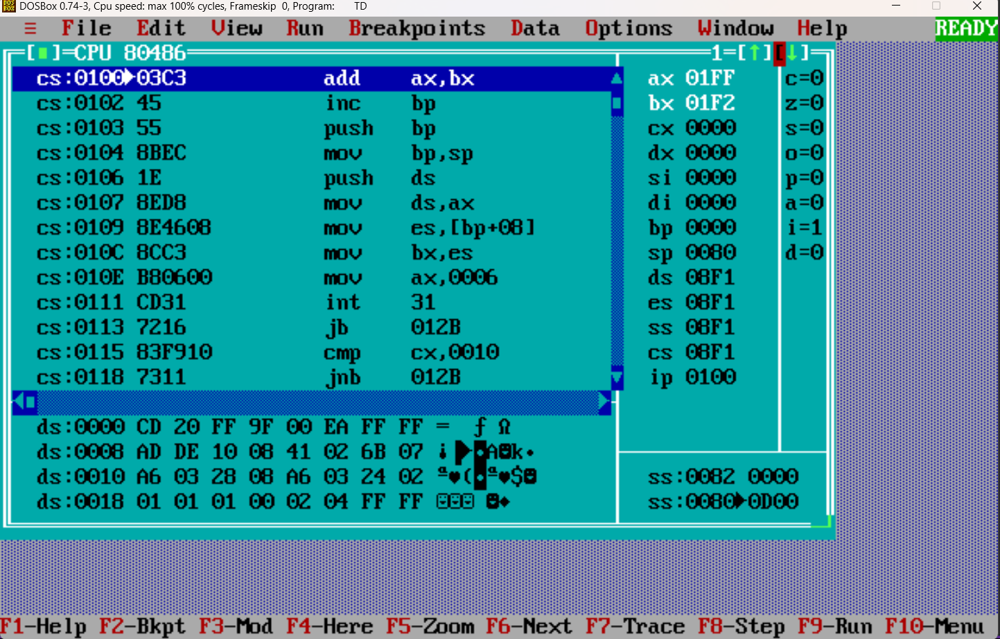 DOSBox 0.74-3, Cpu speed: max 100% cycles, Frameskip 0, Program: TD
≡ File Edit View Run Breakpoints Data Options Window Help READY
[■]=CPU 80486 1=[↑][↓]
cs:0100►03C3 add ax,bx ax 01FF c=0
cs:0102 45 inc bp bx 01F2 z=0
cs:0103 55 push bp cx 0000 s=0
cs:0104 8BEC mov bp,sp dx 0000 o=0
cs:0106 1E push ds si 0000 p=0
cs:0107 8ED8 mov ds,ax di 0000 a=0
cs:0109 8E4608 mov es,[bp+08] bp 0000 i=1
cs:010C 8CC3 mov bx,es sp 0080 d=0
cs:010E B80600 mov ax,0006 ds 08F1
cs:0111 CD31 int 31 es 08F1
cs:0113 7216 jb 012B ss 08F1
cs:0115 83F910 cmp cx,0010 cs 08F1
cs:0118 7311 jnb 012B ip 0100
ds:0000 CD 20 FF 9F 00 EA FF FF = ƒ Ω
ds:0008 AD DE 10 08 41 02 6B 07 ¡▐►◘A☻k•
ds:0010 A6 03 28 08 A6 03 24 02 ª♥(◘ª♥$☻ ss:0082 0000
ds:0018 01 01 01 00 02 04 FF FF ☺☺☺ ☻♦ ss:0080►0D00
F1-Help F2-Bkpt F3-Mod F4-Here F5-Zoom F6-Next F7-Trace F8-Step F9-Run F10-Menu